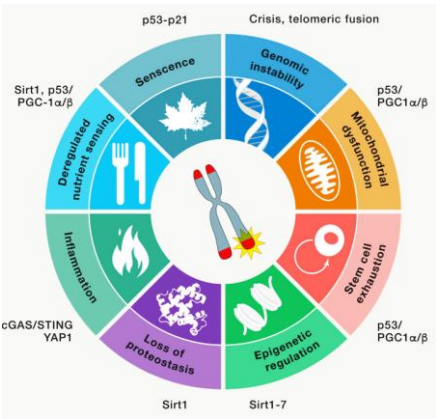 p53-p21
Crisis, telomeric fusion
Senscence
Genomic
instability
Sirt1, p53/
PGC-1α/β
p53/
PGC1α/β
Deregulated
nutrient sensing
Mitochondrial
dysfunction
Inflammation
Stem cell
exhaustion
cGAS/STING
YAP1
p53/
PGC1α/β
Loss of
proteostasis
Epigenetic
regulation
Sirt1
Sirt1-7